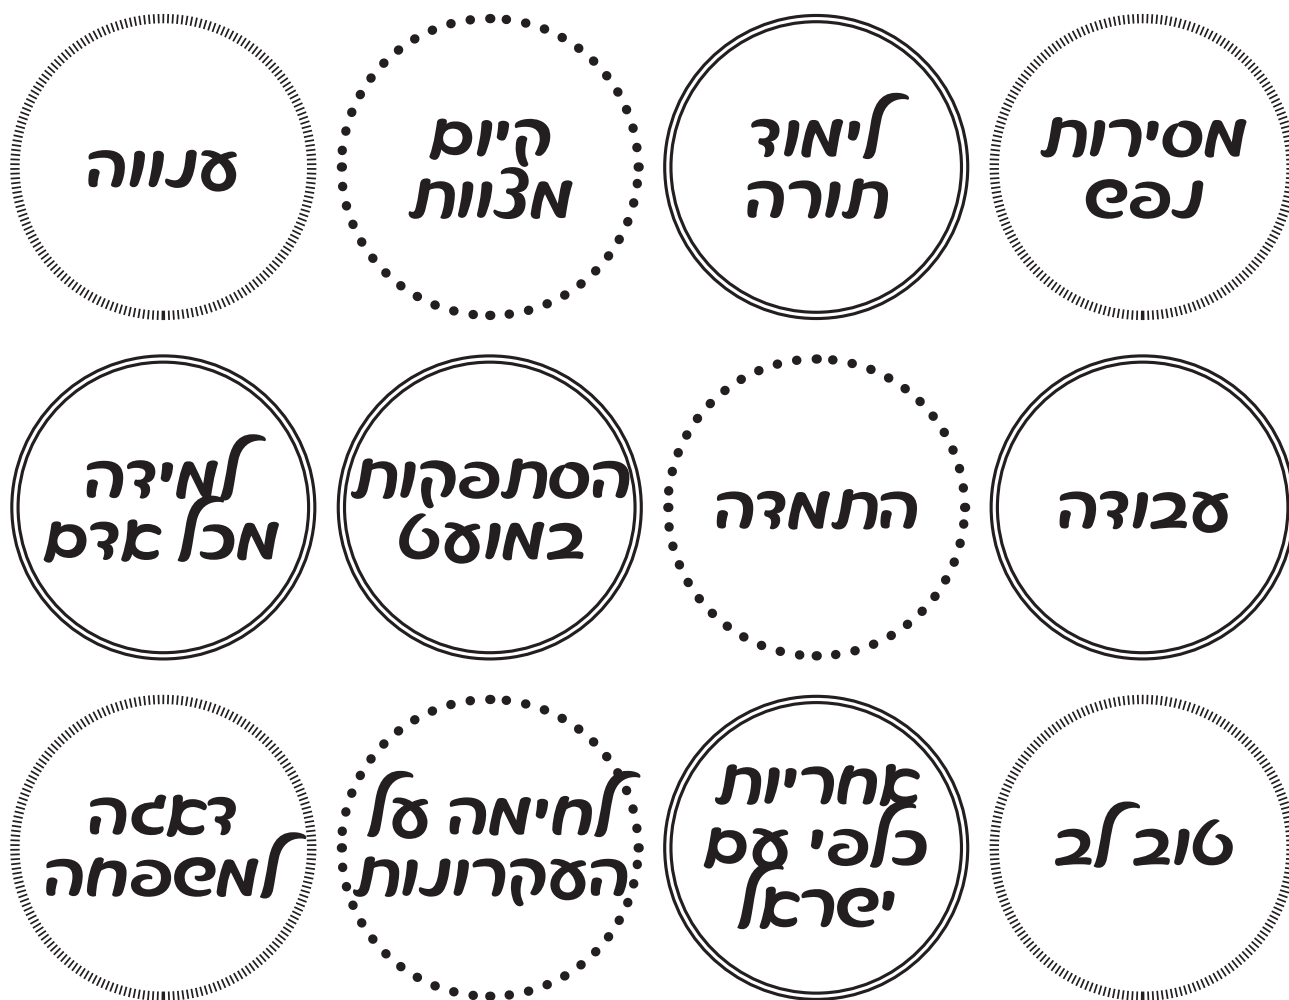 מסירות
נפש
לימוד
תורה
קיום
מצוות
ענווה
עבודה
התמדה
הסתפקות
במועט
למידה
מכל אדם
טוב לב
אחריות
כלפי עם
ישראל
לחימה על
העקרונות
דאגה
למשפחה